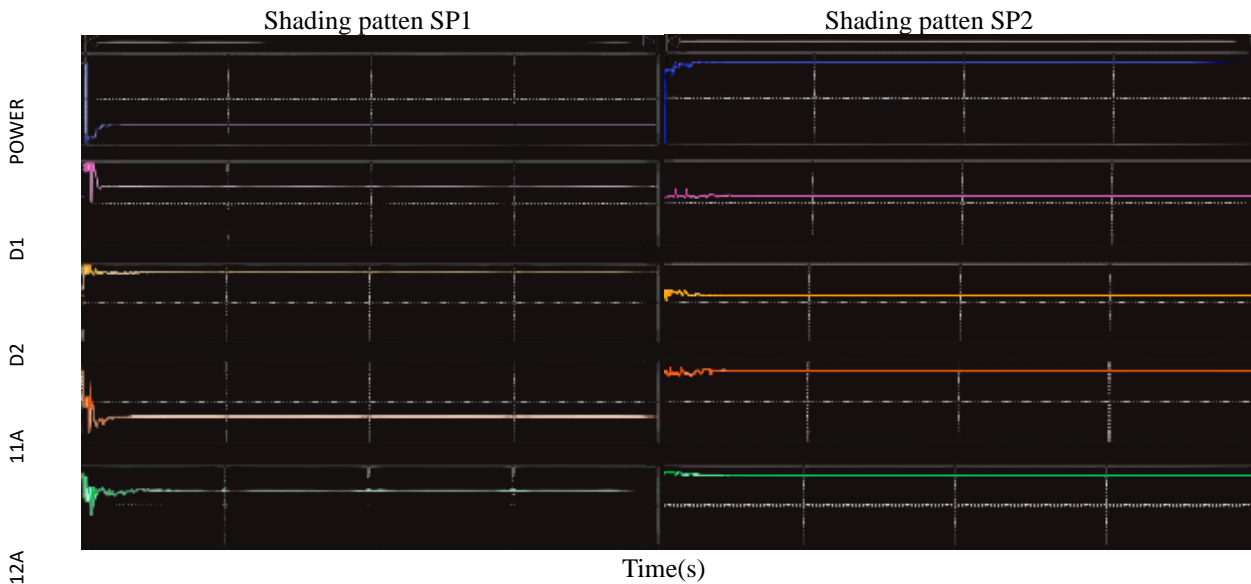 Shading patten SP1
Shading patten SP2
POWER
D1
D2
11A
12A
Time(s)